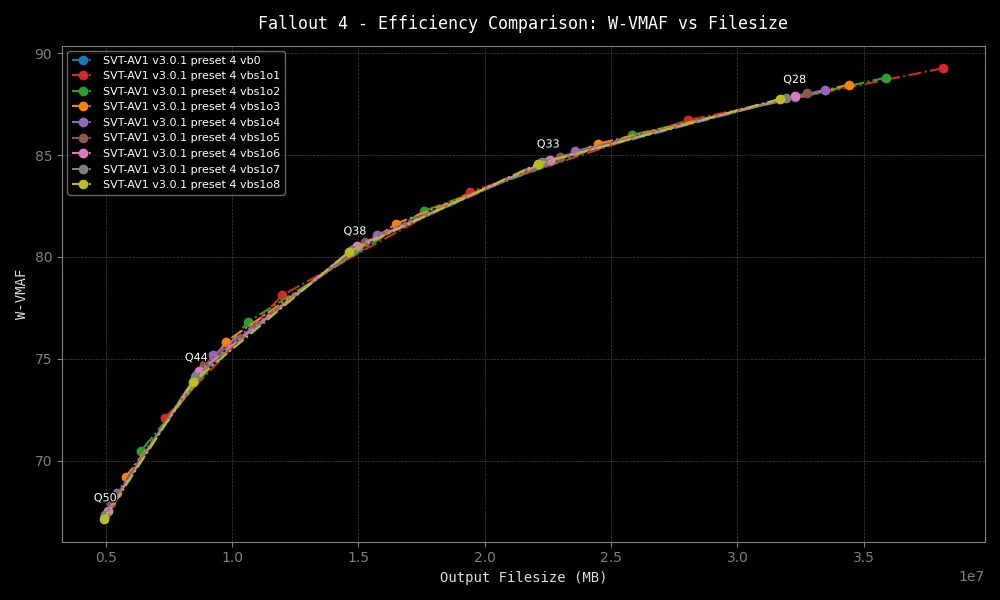 Fallout 4 - Efficiency Comparison: W-VMAF vs Filesize
SVT-AV1 v3.0.1 preset 4 vb0
SVT-AV1 v3.0.1 preset 4 vbs1o1
SVT-AV1 v3.0.1 preset 4 vbs1o2
SVT-AV1 v3.0.1 preset 4 vbs1o3
SVT-AV1 v3.0.1 preset 4 vbs1o4
SVT-AV1 v3.0.1 preset 4 vbs1o5
SVT-AV1 v3.0.1 preset 4 vbs1o6
SVT-AV1 v3.0.1 preset 4 vbs1o7
SVT-AV1 v3.0.1 preset 4 vbs1o8
90
85
80
75
70
W-VMAF
Q28
Q33
Q38
Q44
Q50
0.5 1.0 1.5 2.0 2.5 3.0 3.5
1e7
Output Filesize (MB)